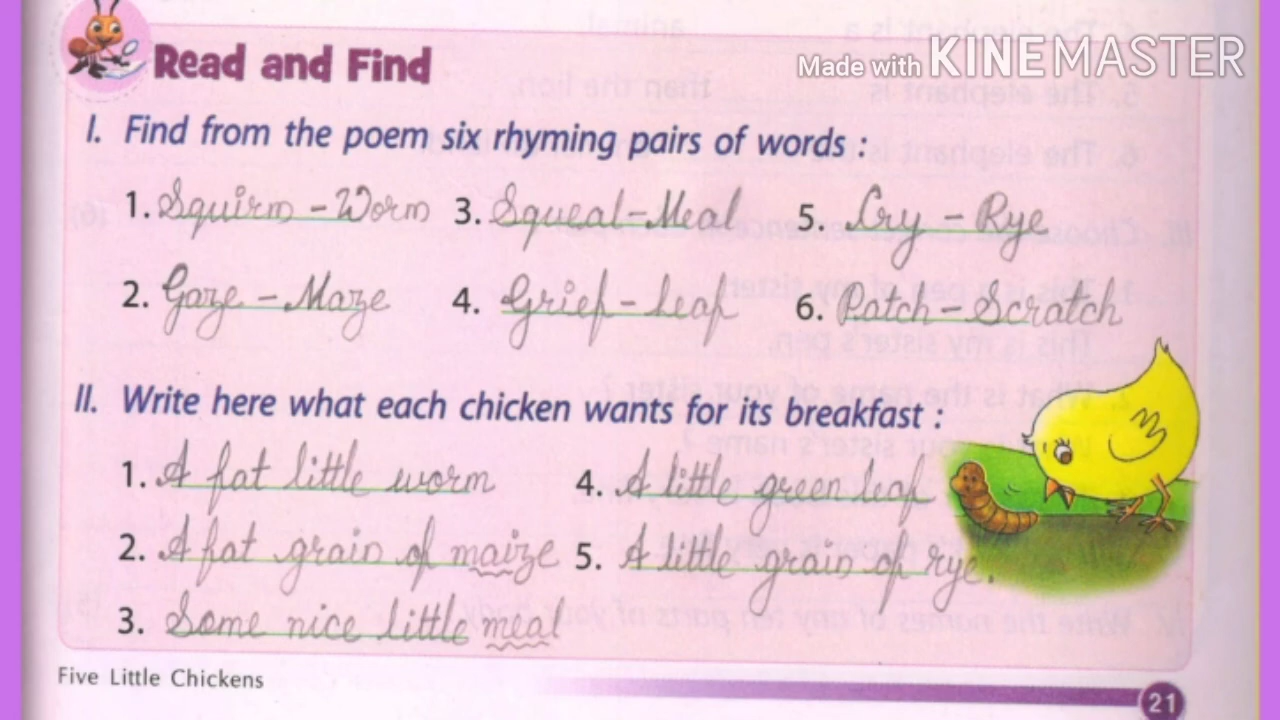 Made with KINEMASTER
Read and Find
I. Find from the poem six rhyming pairs of words :
1. Squirm - Worm 3. Squeal - Meal 5. Cry - Rye
2. Gaze - Maze 4. Grief - Leaf 6. Patch - Scratch
II. Write here what each chicken wants for its breakfast :
1. A fat little worm 4. A little green leaf
2. A fat grain of maize 5. A little grain of rye.
3. Some nice little meal
Five Little Chickens 21